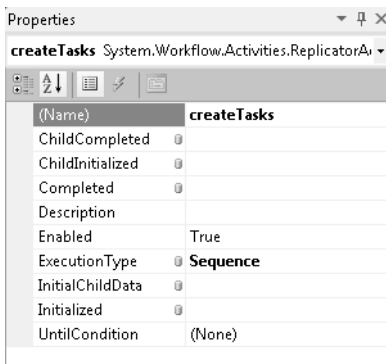 Properties
createTasks System.Workflow.Activities.ReplicatorA
(Name) createTasks
ChildCompleted
ChildInitialized
Completed
Description
Enabled True
ExecutionType Sequence
InitialChildData
Initialized
UntilCondition (None)